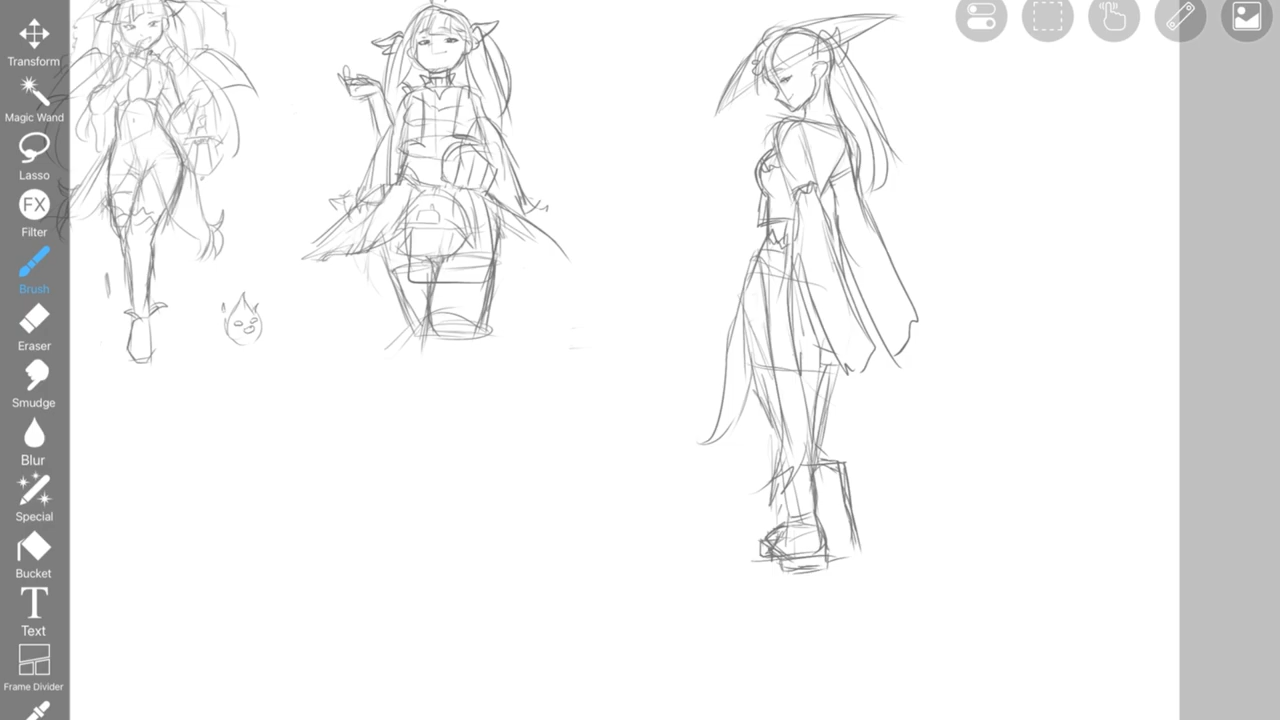 Transform
Magic Wand
Lasso
FX
Filter
Brush
Eraser
Smudge
Blur
Special
Bucket
T
Text
Frame Divider